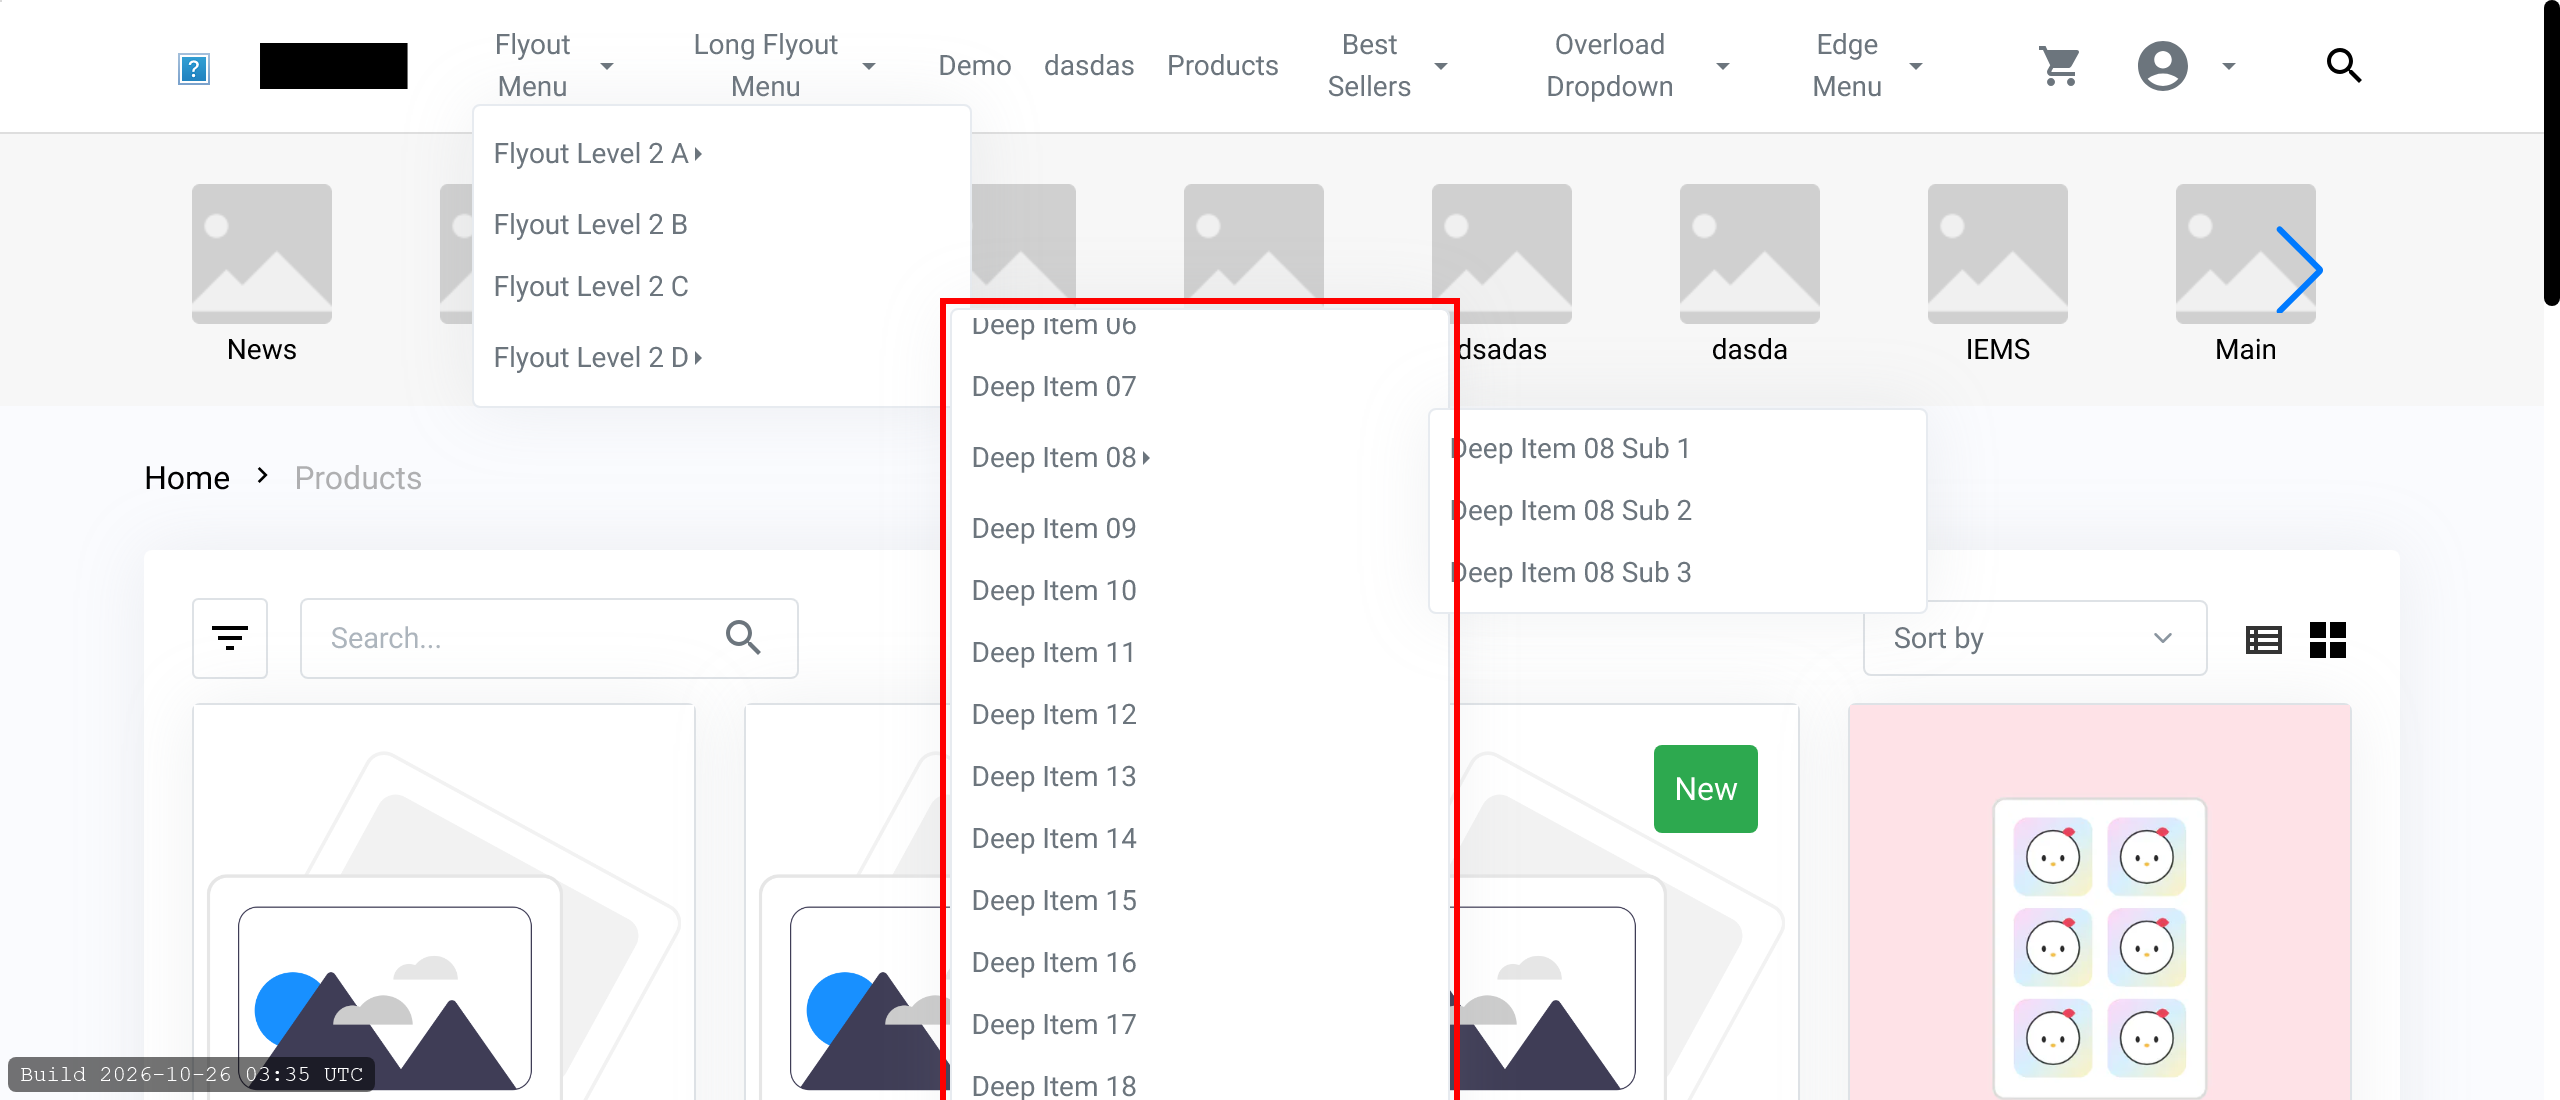 Flyout
Menu
Long Flyout
Menu
Demo
dasdas
Products
Best
Sellers
Overload
Dropdown
Edge
Menu
Flyout Level 2 A
Flyout Level 2 B
Flyout Level 2 C
Flyout Level 2 D
News
dsadas
dasda
IEMS
Main
Deep Item 06
Deep Item 07
Deep Item 08
Deep Item 09
Deep Item 10
Deep Item 11
Deep Item 12
Deep Item 13
Deep Item 14
Deep Item 15
Deep Item 16
Deep Item 17
Deep Item 18
Deep Item 08 Sub 1
Deep Item 08 Sub 2
Deep Item 08 Sub 3
Home
Products
Search...
Sort by
New
Build 2026-10-26 03:35 UTC